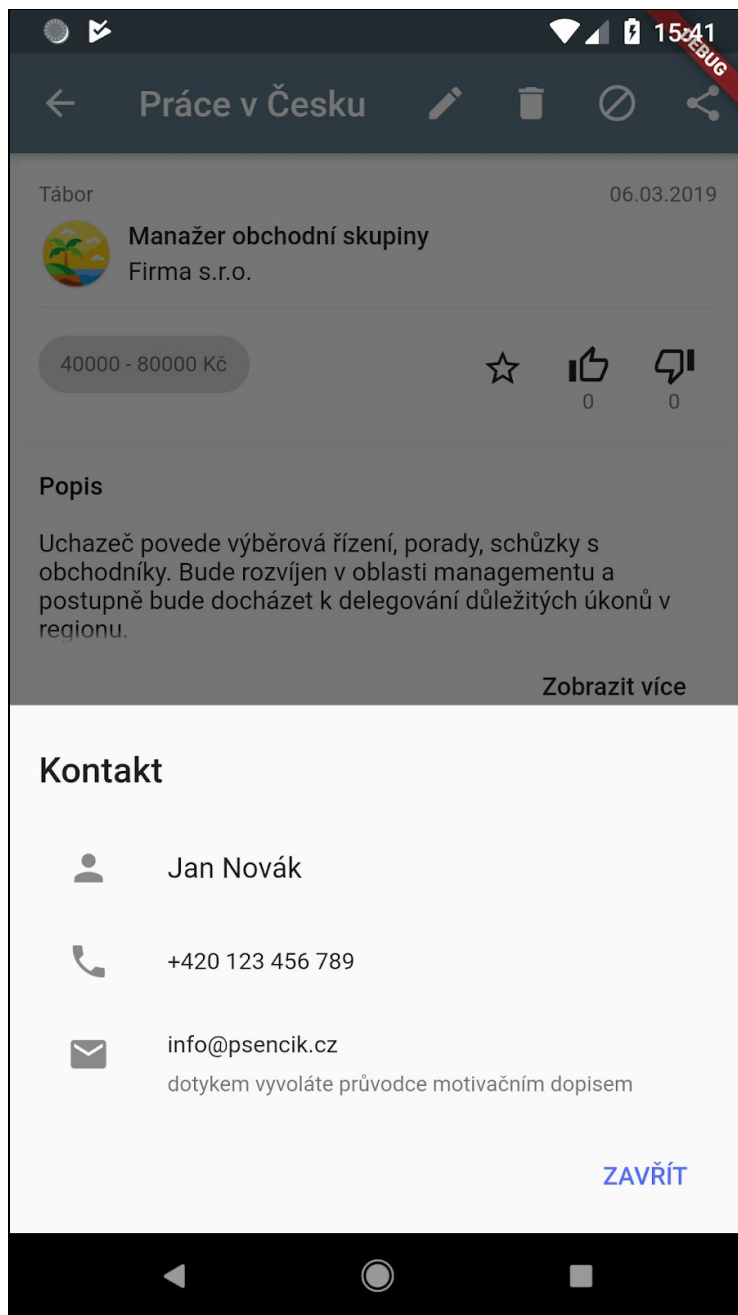 15:41
DEBUG
Práce v Česku
Tábor
06.03.2019
Manažer obchodní skupiny
Firma s.r.o.
40000 - 80000 Kč
0
0
Popis
Uchazeč povede výběrová řízení, porady, schůzky s
obchodníky. Bude rozvíjen v oblasti managementu a
postupně bude docházet k delegování důležitých úkonů v
regionu.
Zobrazit více
Kontakt
Jan Novák
+420 123 456 789
info@psencik.cz
dotykem vyvoláte průvodce motivačním dopisem
ZAVŘÍT